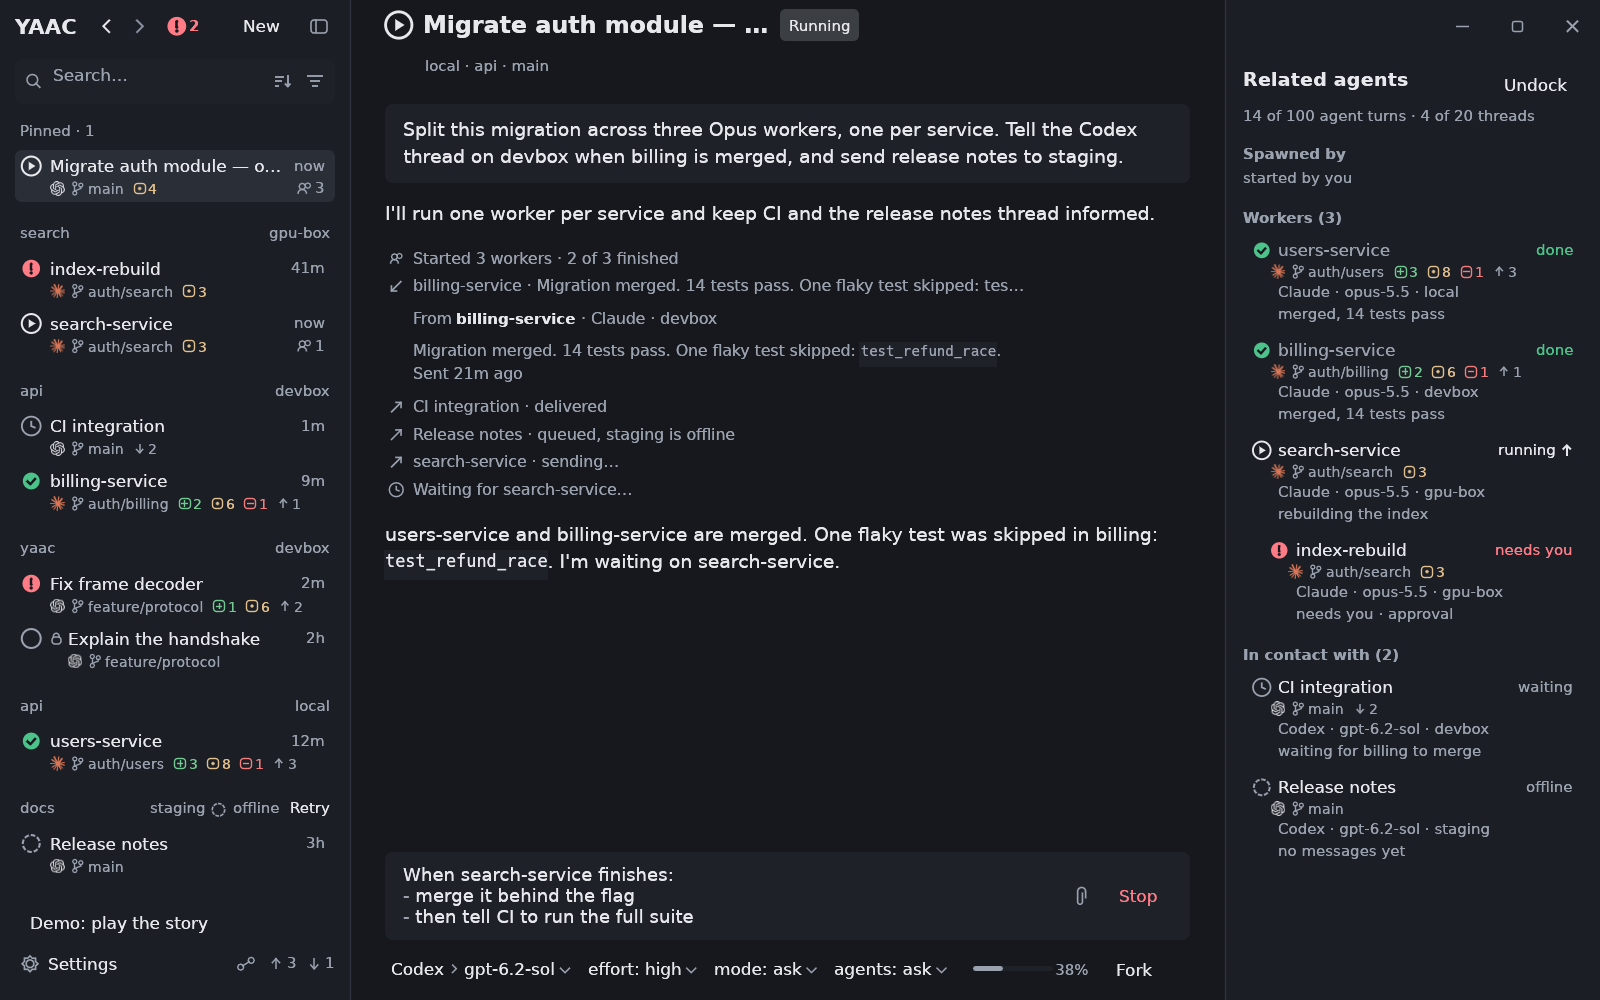 YAAC
2
New
Search...
Pinned · 1
Migrate auth module — o... now
main 4 3
search gpu-box
index-rebuild 41m
auth/search 3
search-service now
auth/search 3 1
api devbox
CI integration 1m
main ↓2
billing-service 9m
auth/billing 2 6 1 ↑1
yaac devbox
Fix frame decoder 2m
feature/protocol 1 6 ↑2
Explain the handshake 2h
feature/protocol
api local
users-service 12m
auth/users 3 8 1 ↑3
docs staging offline Retry
Release notes 3h
main
Demo: play the story
Settings ↑3 ↓1
Migrate auth module — ... Running
local · api · main
Split this migration across three Opus workers, one per service. Tell the Codex
thread on devbox when billing is merged, and send release notes to staging.
I'll run one worker per service and keep CI and the release notes thread informed.
Started 3 workers · 2 of 3 finished
↙ billing-service · Migration merged. 14 tests pass. One flaky test skipped: tes...
From billing-service · Claude · devbox
Migration merged. 14 tests pass. One flaky test skipped: test_refund_race.
Sent 21m ago
↗ CI integration · delivered
↗ Release notes · queued, staging is offline
↗ search-service · sending...
Waiting for search-service...
users-service and billing-service are merged. One flaky test was skipped in billing:
test_refund_race. I'm waiting on search-service.
When search-service finishes:
- merge it behind the flag
- then tell CI to run the full suite
Stop
Codex › gpt-6.2-sol effort: high mode: ask agents: ask 38% Fork
Related agents Undock
14 of 100 agent turns · 4 of 20 threads
Spawned by
started by you
Workers (3)
users-service done
auth/users 3 8 1 ↑3
Claude · opus-5.5 · local
merged, 14 tests pass
billing-service done
auth/billing 2 6 1 ↑1
Claude · opus-5.5 · devbox
merged, 14 tests pass
search-service running ↑
auth/search 3
Claude · opus-5.5 · gpu-box
rebuilding the index
index-rebuild needs you
auth/search 3
Claude · opus-5.5 · gpu-box
needs you · approval
In contact with (2)
CI integration waiting
main ↓2
Codex · gpt-6.2-sol · devbox
waiting for billing to merge
Release notes offline
main
Codex · gpt-6.2-sol · staging
no messages yet